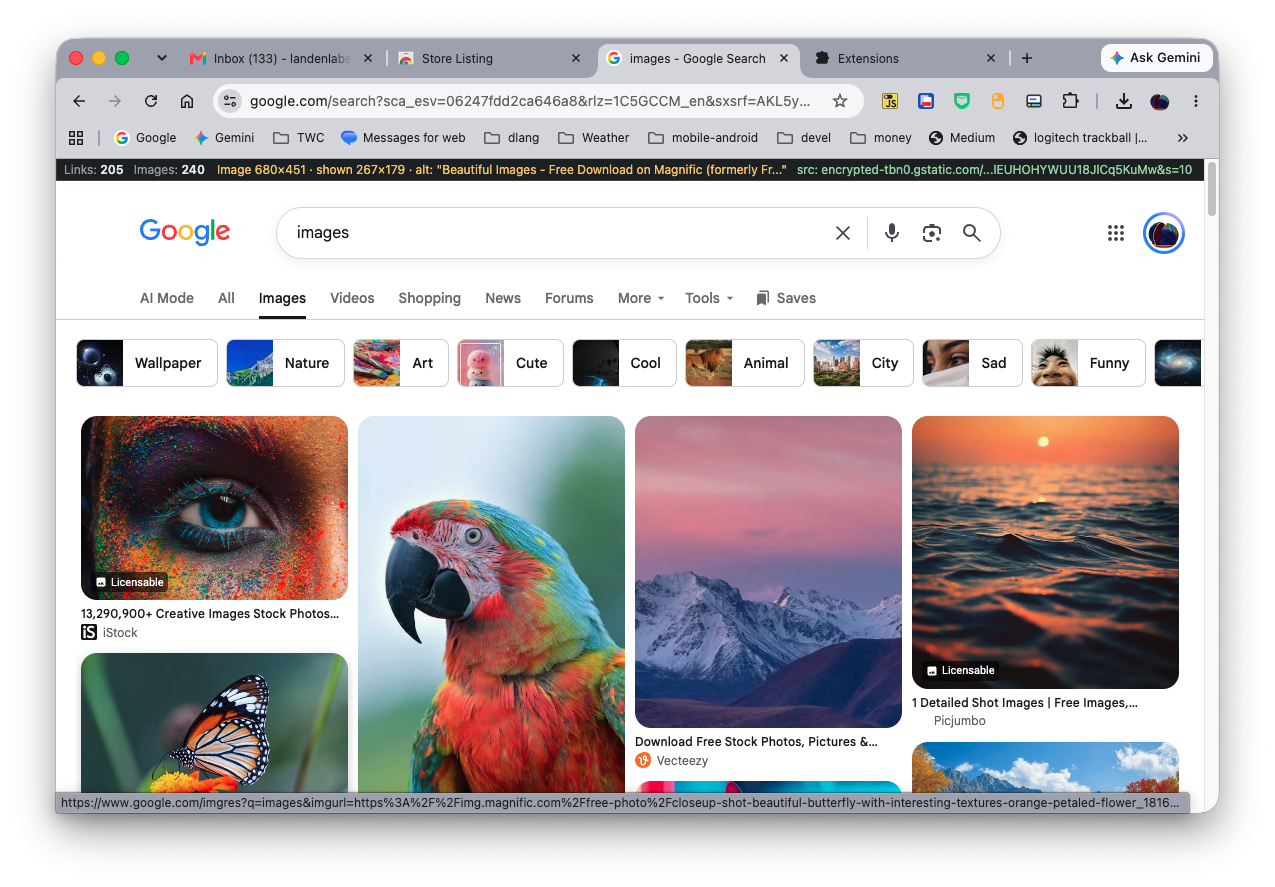 Inbox (133) - landenlabs
Store Listing
images - Google Search
Extensions
Ask Gemini
google.com/search?sca_esv=06247fdd2ca646a8&rlz=1C5GCCM_en&sxsrf=AKL5y...
JS
Google
Gemini
TWC
Messages for web
dlang
Weather
mobile-android
devel
money
Medium
logitech trackball |...
Links: 205 Images: 240 Image 680×451 · shown 267×179 · alt: "Beautiful Images - Free Download on Magnific (formerly Fr..." src: encrypted-tbn0.gstatic.com/...lEUHOHYWUU18JlCq5KuMw&s=10
Google
images
AI Mode
All
Images
Videos
Shopping
News
Forums
More
Tools
Saves
Wallpaper
Nature
Art
Cute
Cool
Animal
City
Sad
Funny
Licensable
13,290,900+ Creative Images Stock Photos...
iS iStock
Licensable
1 Detailed Shot Images | Free Images,...
Picjumbo
Download Free Stock Photos, Pictures &...
Vecteezy
https://www.google.com/imgres?q=images&imgurl=https%3A%2F%2Fimg.magnific.com%2Ffree-photo%2Fcloseup-shot-beautiful-butterfly-with-interesting-textures-orange-petaled-flower_1816...